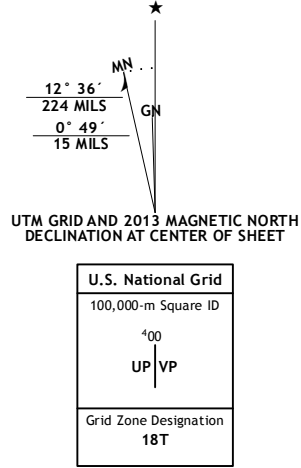 ★
MN
12° 36´
224 MILS
GN
0° 49´
15 MILS
UTM GRID AND 2013 MAGNETIC NORTH
DECLINATION AT CENTER OF SHEET
U.S. National Grid
100,000-m Square ID
⁴00
UP VP
Grid Zone Designation
18T